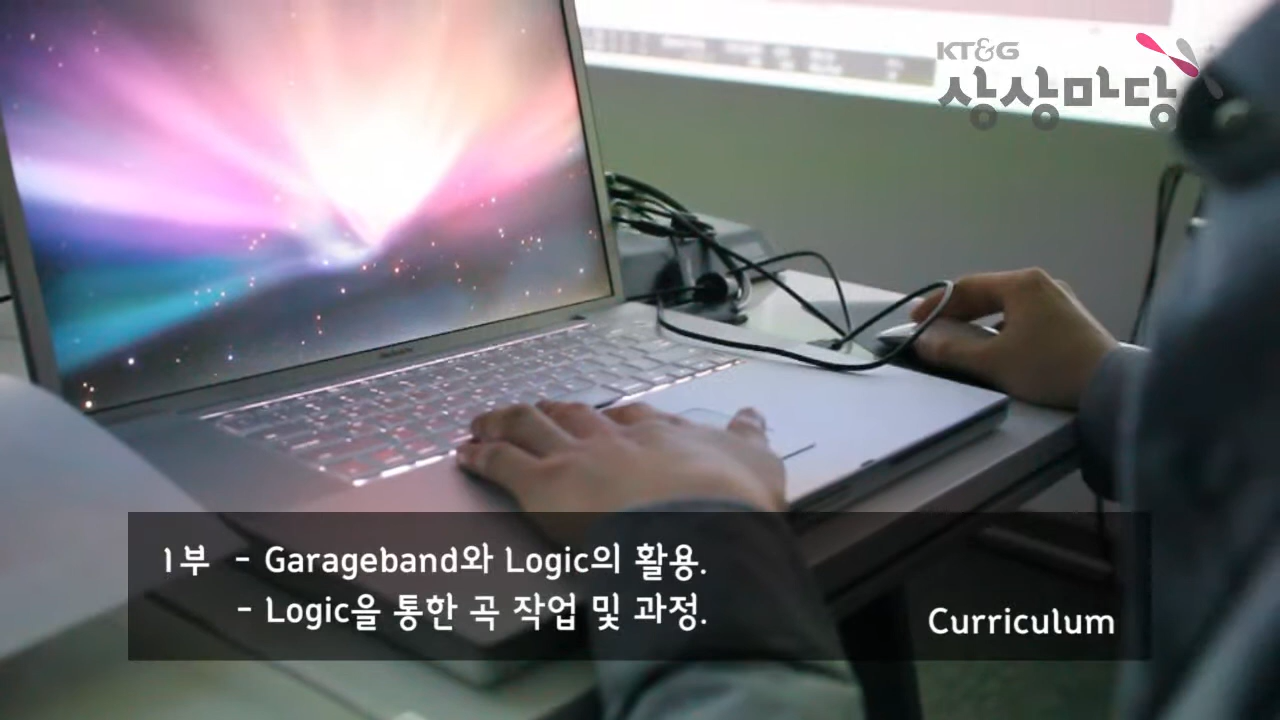 KT&G
상상마당
1부 - Garageband와 Logic의 활용.
- Logic을 통한 곡 작업 및 과정.
Curriculum